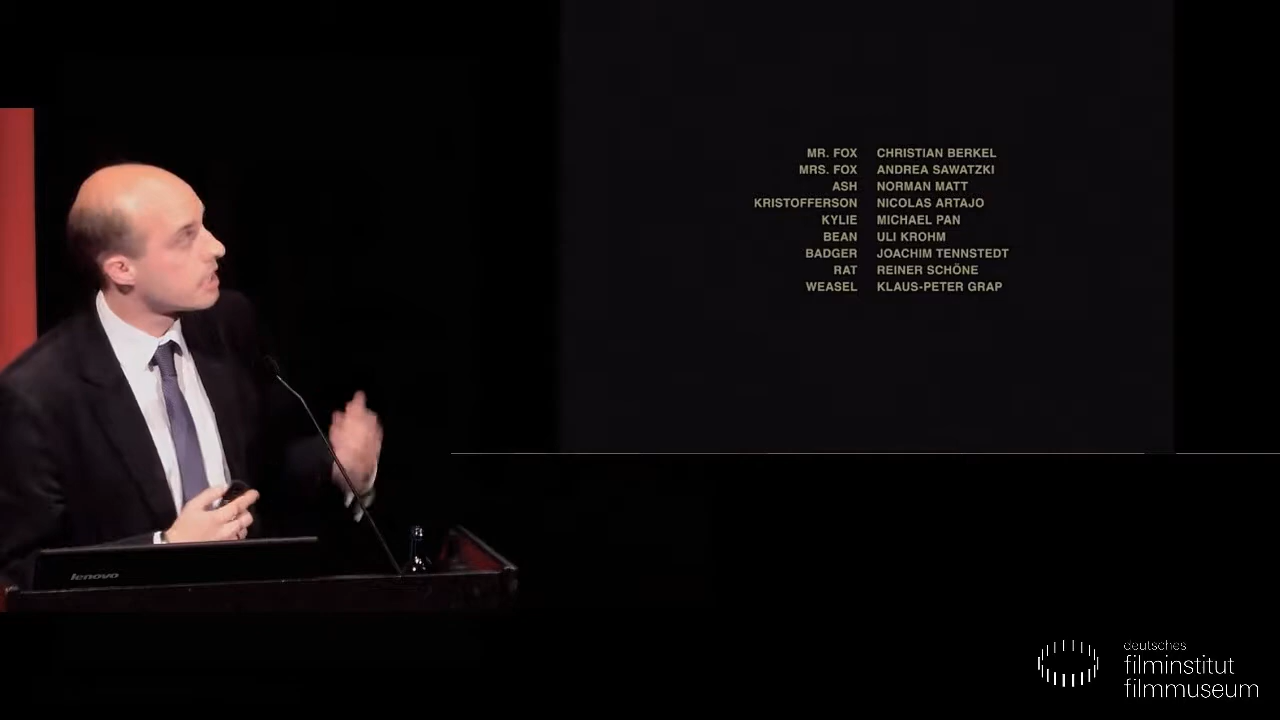 MR. FOX CHRISTIAN BERKEL
MRS. FOX ANDREA SAWATZKI
ASH NORMAN MATT
KRISTOFFERSON NICOLAS ARTAJO
KYLIE MICHAEL PAN
BEAN ULI KROHM
BADGER JOACHIM TENNSTEDT
RAT REINER SCHÖNE
WEASEL KLAUS-PETER GRAP
lenovo
deutsches
filminstitut
filmmuseum